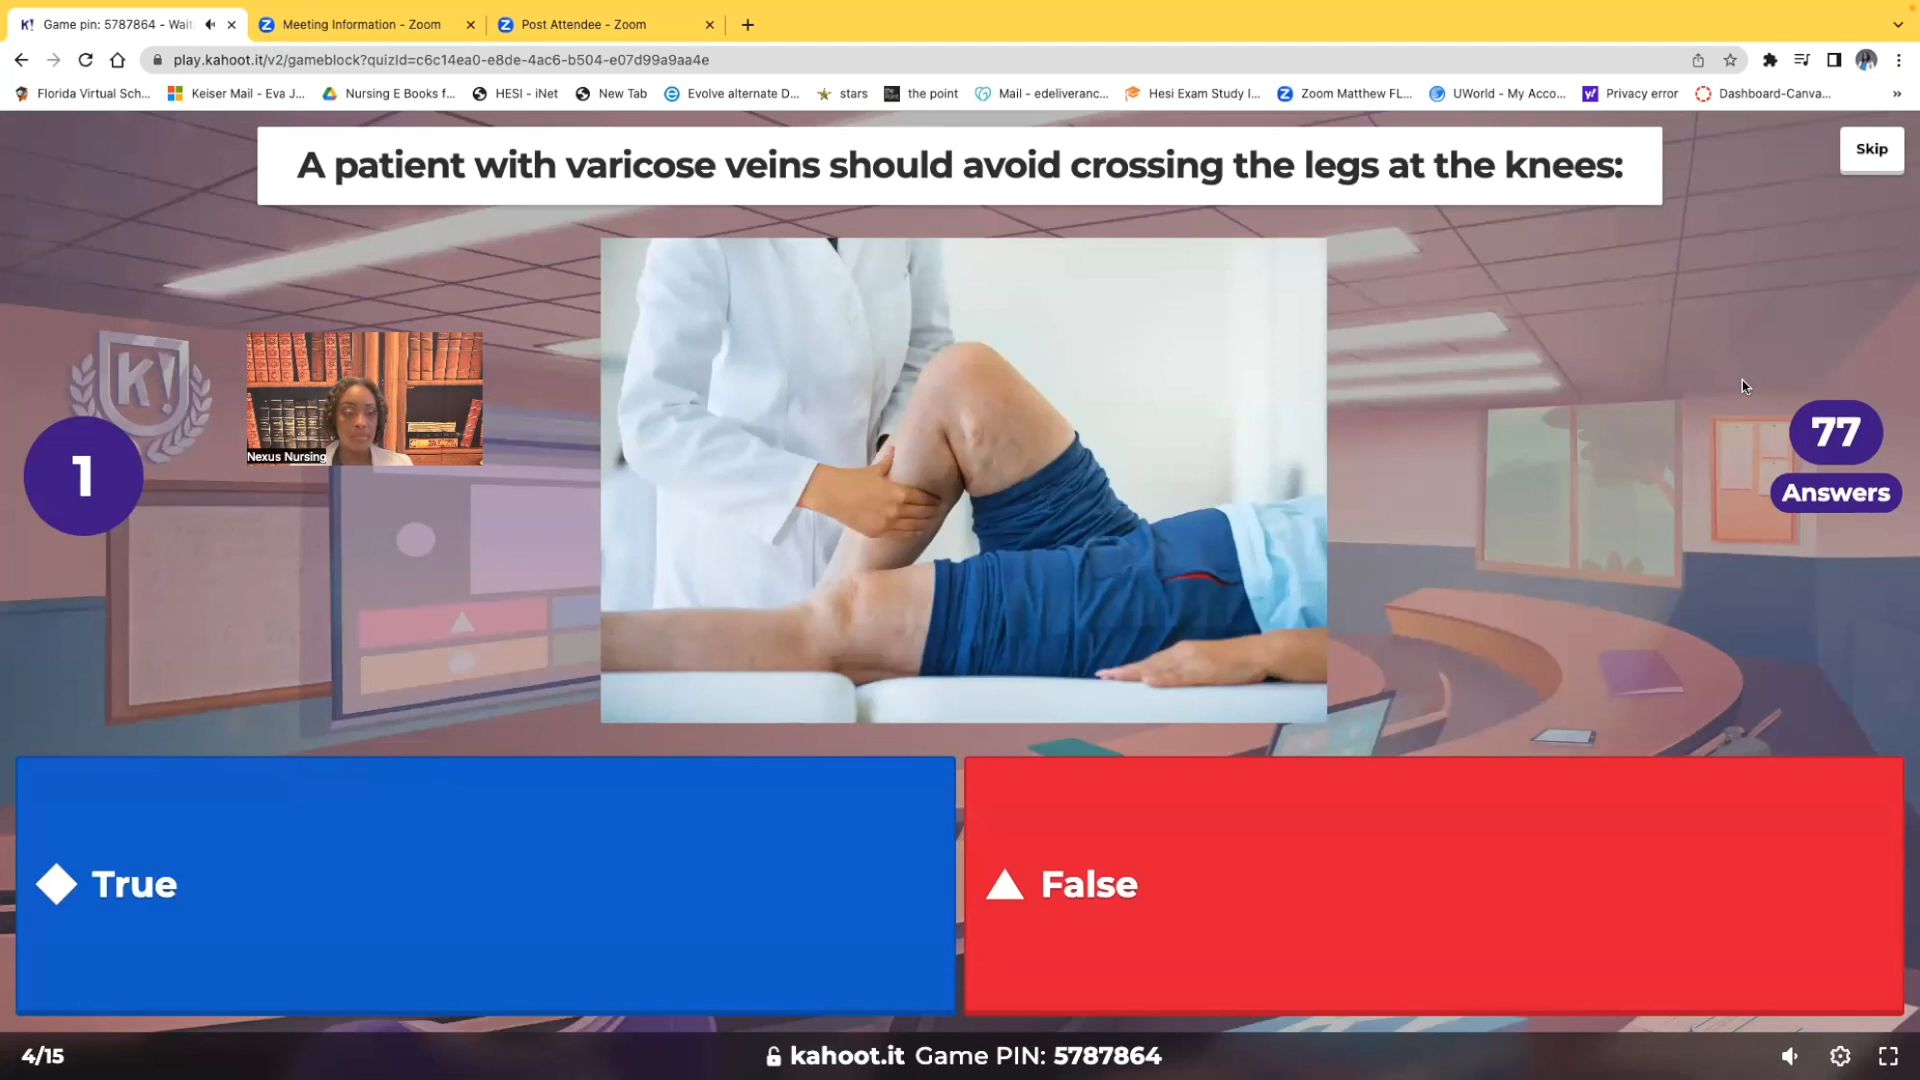 Game pin: 5787864 - Wait
Meeting Information - Zoom
Post Attendee - Zoom
play.kahoot.it/v2/gameblock?quizId=c6c14ea0-e8de-4ac6-b504-e07d99a9aa4e
Florida Virtual Sch...
Keiser Mail - Eva J...
Nursing E Books f...
HESI - iNet
New Tab
Evolve alternate D...
stars
the point
Mail - edeliveranc...
Hesi Exam Study I...
Zoom Matthew FL...
UWorld - My Acco...
Privacy error
Dashboard-Canva...
A patient with varicose veins should avoid crossing the legs at the knees:
Skip
K!
Nexus Nursing
1
77
Answers
True
False
4/15
kahoot.it Game PIN: 5787864